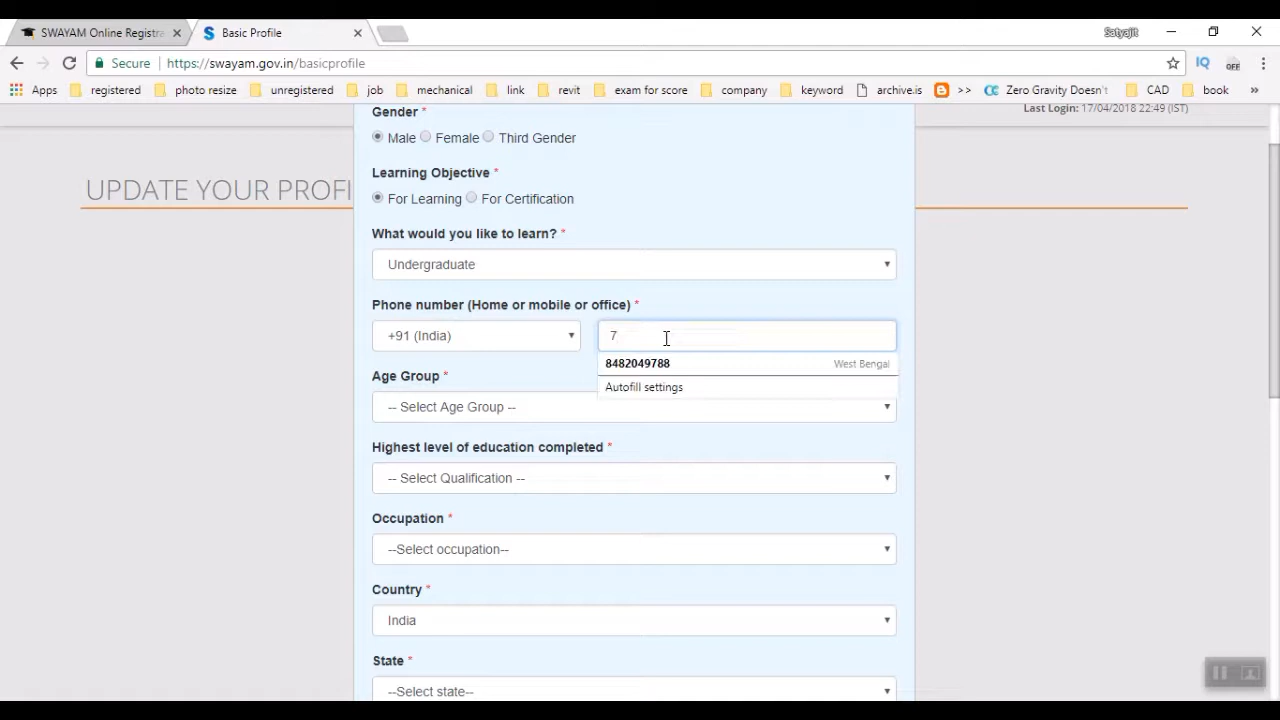 SWAYAM Online Registra
Basic Profile
Satyajit
Secure https://swayam.gov.in/basicprofile
IQ
OFF
Apps registered photo resize unregistered job mechanical link revit exam for score company keyword archive.is >> Zero Gravity Doesn't CAD book »
Last Login: 17/04/2018 22:49 (IST)
Gender *
Male Female Third Gender
Learning Objective *
UPDATE YOUR PROFI
For Learning For Certification
What would you like to learn? *
Undergraduate
Phone number (Home or mobile or office) *
+91 (India)
7
8482049788 West Bengal
Autofill settings
Age Group *
-- Select Age Group --
Highest level of education completed *
-- Select Qualification --
Occupation *
--Select occupation--
Country *
India
State *
--Select state--